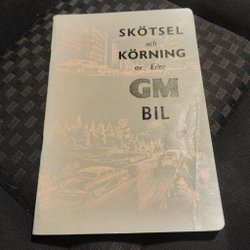 SKÖTSEL
och
KÖRNING
av Eder
GM
BIL